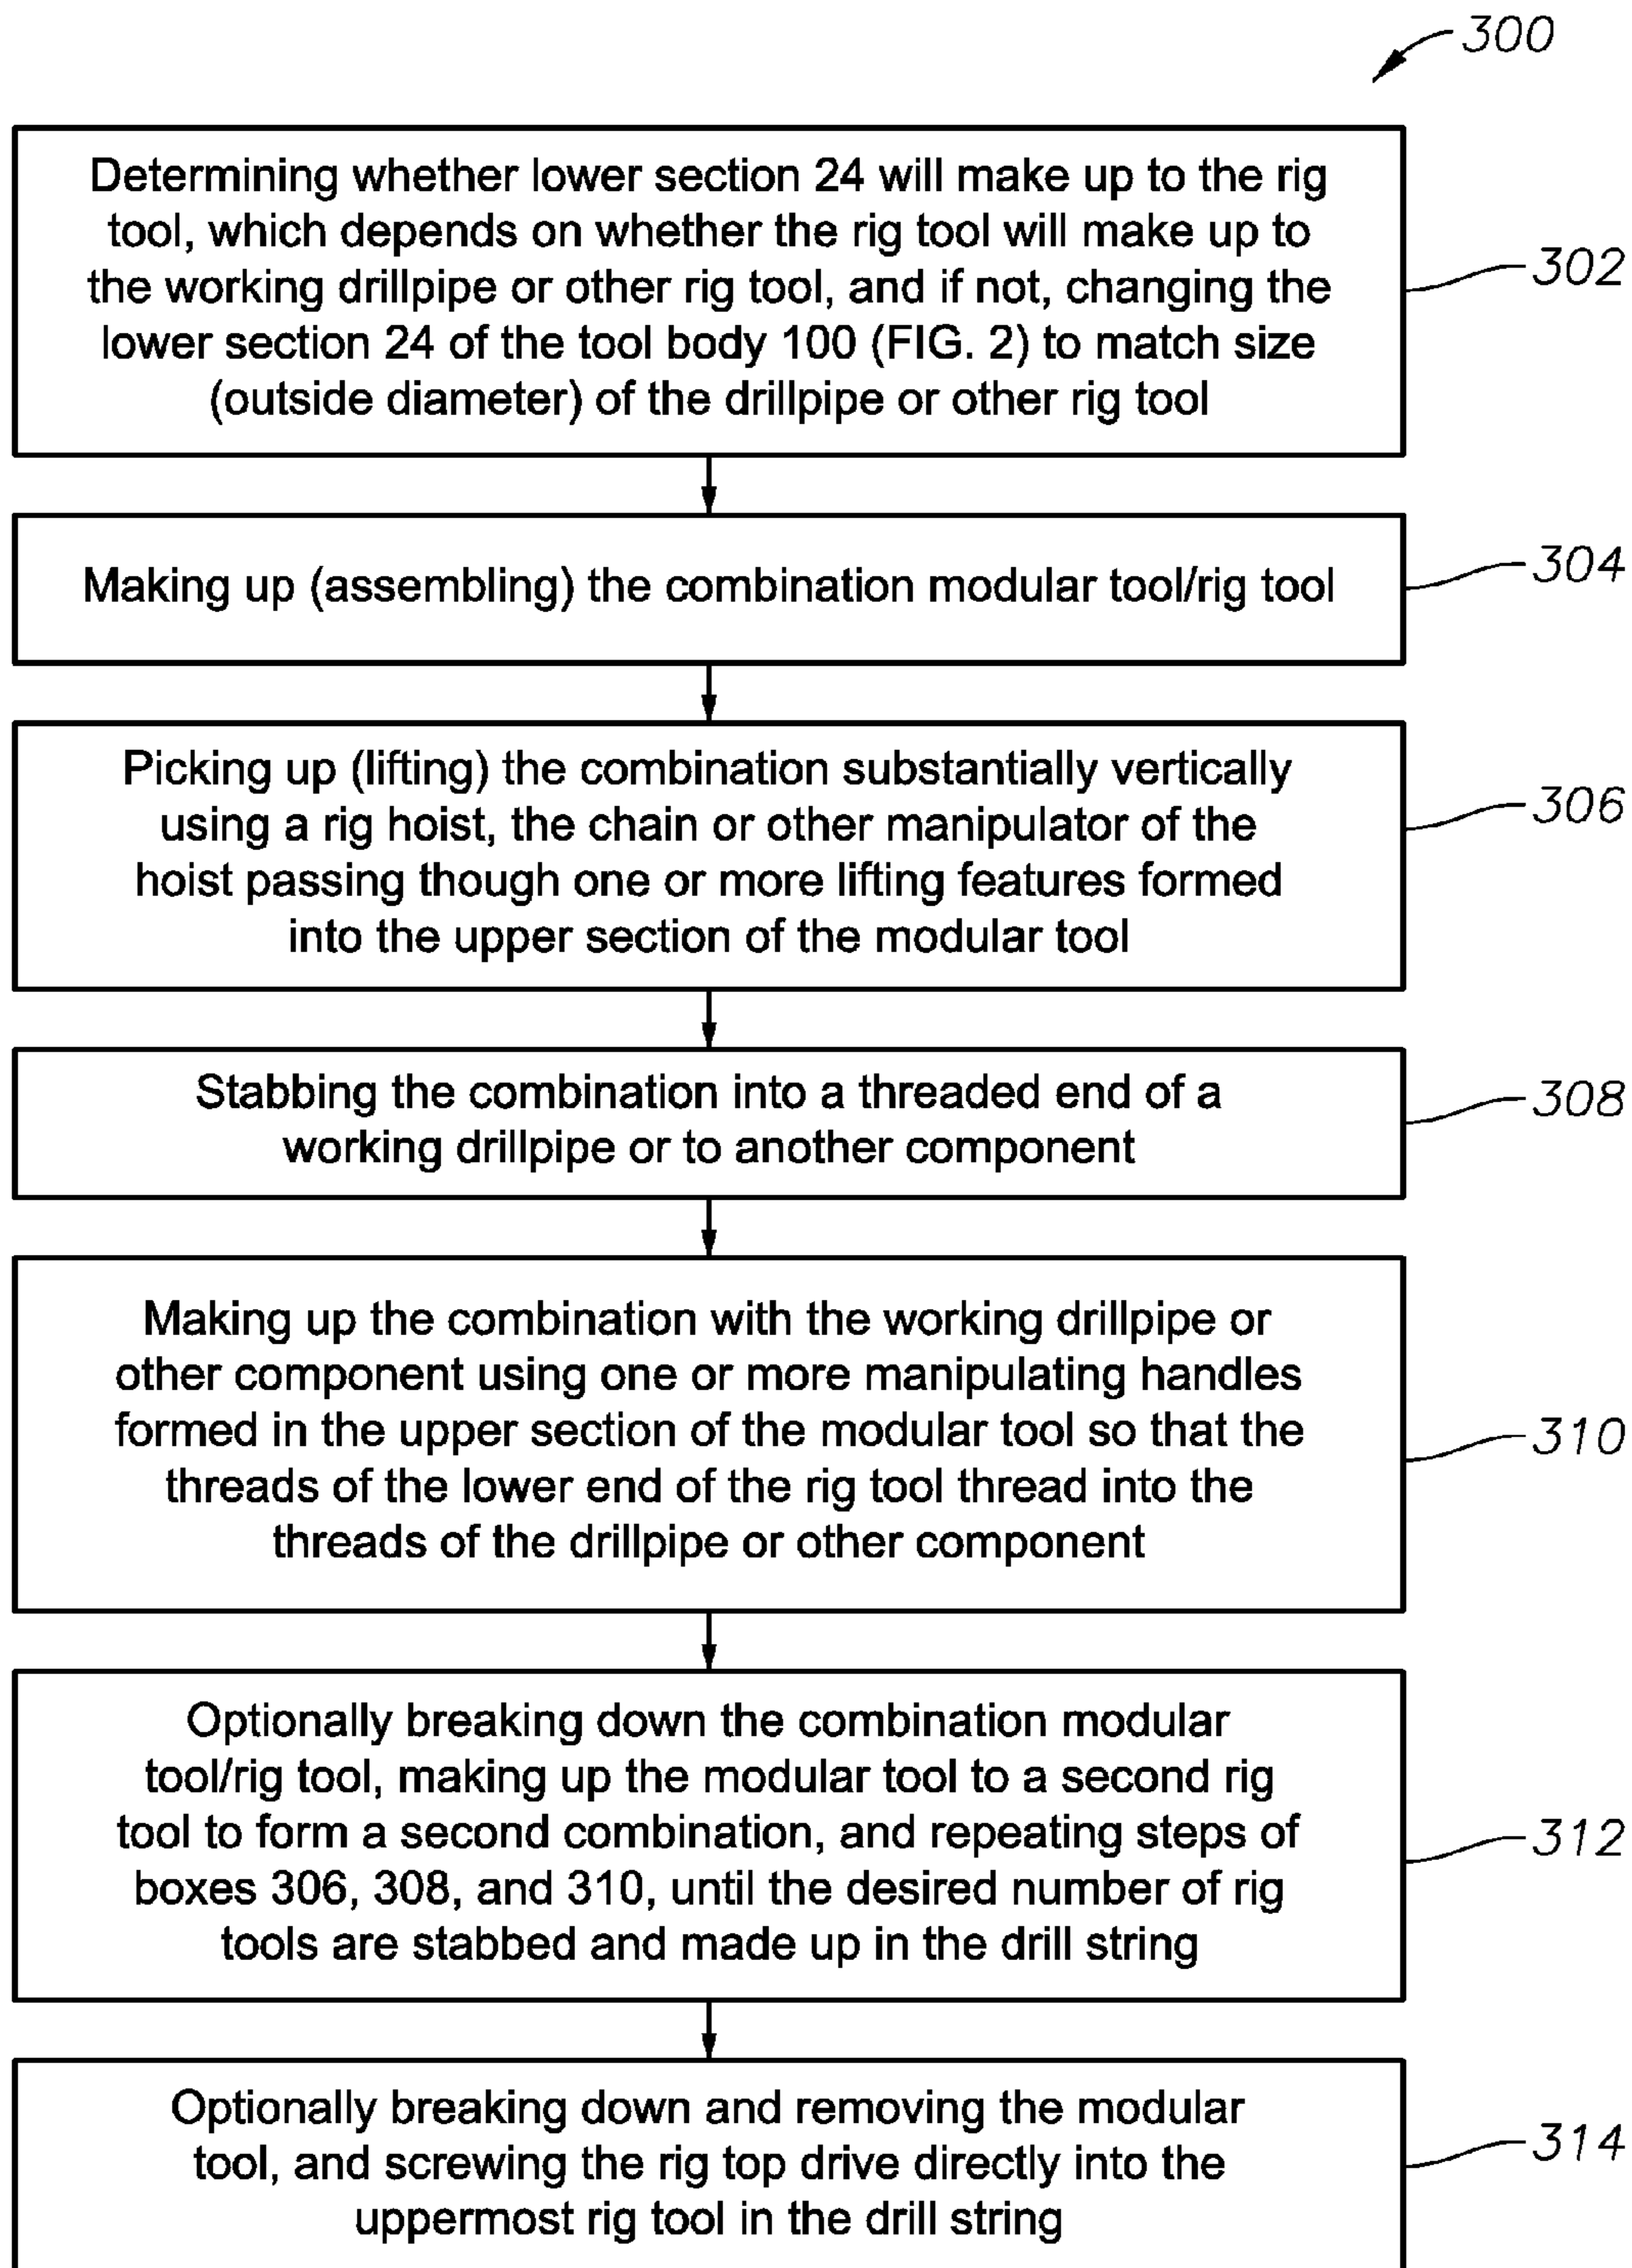 300
Determining whether lower section 24 will make up to the rig
tool, which depends on whether the rig tool will make up to
the working drillpipe or other rig tool, and if not, changing the
lower section 24 of the tool body 100 (FIG. 2) to match size
(outside diameter) of the drillpipe or other rig tool
302
Making up (assembling) the combination modular tool/rig tool
304
Picking up (lifting) the combination substantially vertically
using a rig hoist, the chain or other manipulator of the
hoist passing though one or more lifting features formed
into the upper section of the modular tool
306
Stabbing the combination into a threaded end of a
working drillpipe or to another component
308
Making up the combination with the working drillpipe or
other component using one or more manipulating handles
formed in the upper section of the modular tool so that the
threads of the lower end of the rig tool thread into the
threads of the drillpipe or other component
310
Optionally breaking down the combination modular
tool/rig tool, making up the modular tool to a second rig
tool to form a second combination, and repeating steps of
boxes 306, 308, and 310, until the desired number of rig
tools are stabbed and made up in the drill string
312
Optionally breaking down and removing the modular
tool, and screwing the rig top drive directly into the
uppermost rig tool in the drill string
314